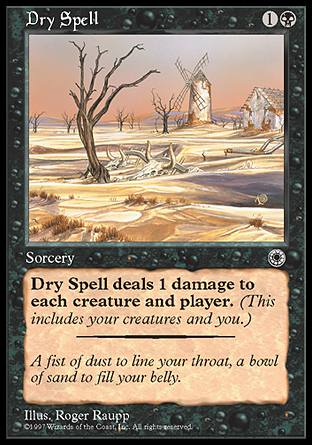 Dry Spell 1
Sorcery
Dry Spell deals 1 damage to
each creature and player. (This
includes your creatures and you.)
A fist of dust to line your throat, a bowl
of sand to fill your belly.
Illus. Roger Raupp
©1997 Wizards of the Coast, Inc. All rights reserved.